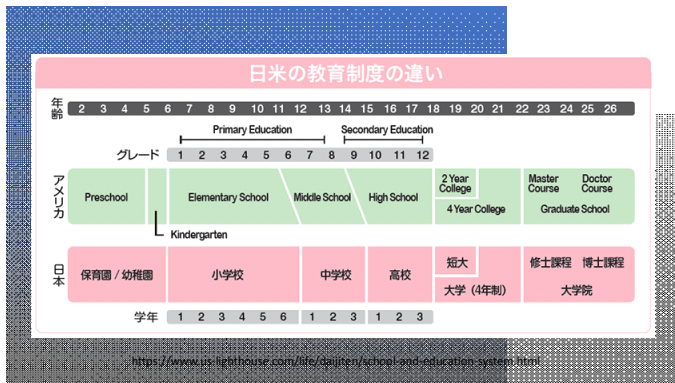 日米の教育制度の違い
年齢 2 3 4 5 6 7 8 9 10 11 12 13 14 15 16 17 18 19 20 21 22 23 24 25 26
Primary Education Secondary Education
グレード 1 2 3 4 5 6 7 8 9 10 11 12
アメリカ
Preschool
Kindergarten
Elementary School
Middle School
High School
2 Year
College
4 Year College
Master
Course
Doctor
Course
Graduate School
日本
保育園 / 幼稚園
小学校
中学校
高校
短大
大学（4年制）
修士課程 博士課程
大学院
学年 1 2 3 4 5 6 1 2 3 1 2 3
https://www.us-lighthouse.com/life/daijiten/school-and-education-system.html